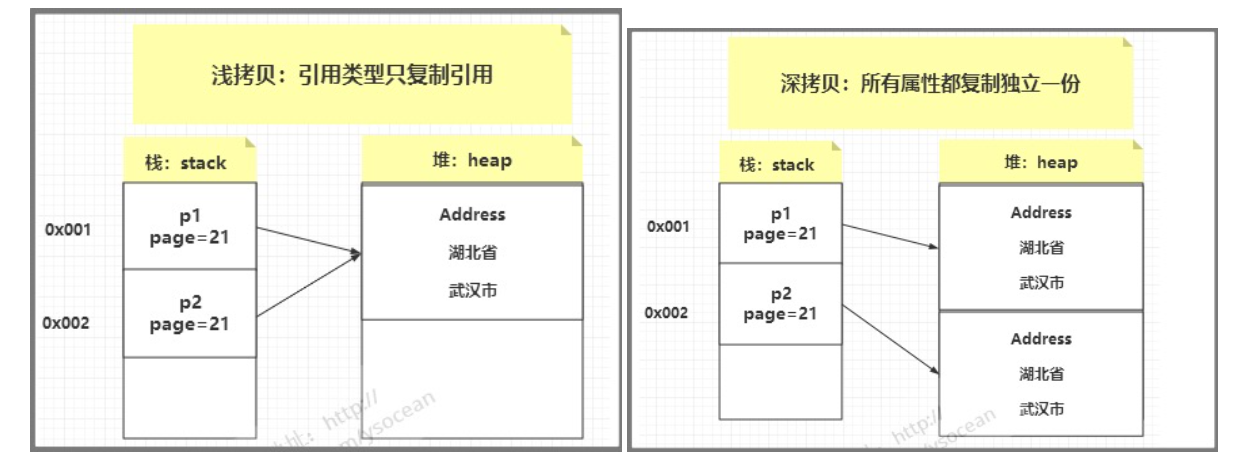 浅拷贝：引用类型只复制引用
栈：stack
堆：heap
0x001
p1
page=21
Address
湖北省
武汉市
0x002
p2
page=21
http://
/ysocean
深拷贝：所有属性都复制独立一份
栈：stack
堆：heap
0x001
p1
page=21
Address
湖北省
武汉市
0x002
p2
page=21
Address
湖北省
武汉市
http://
/ysocean